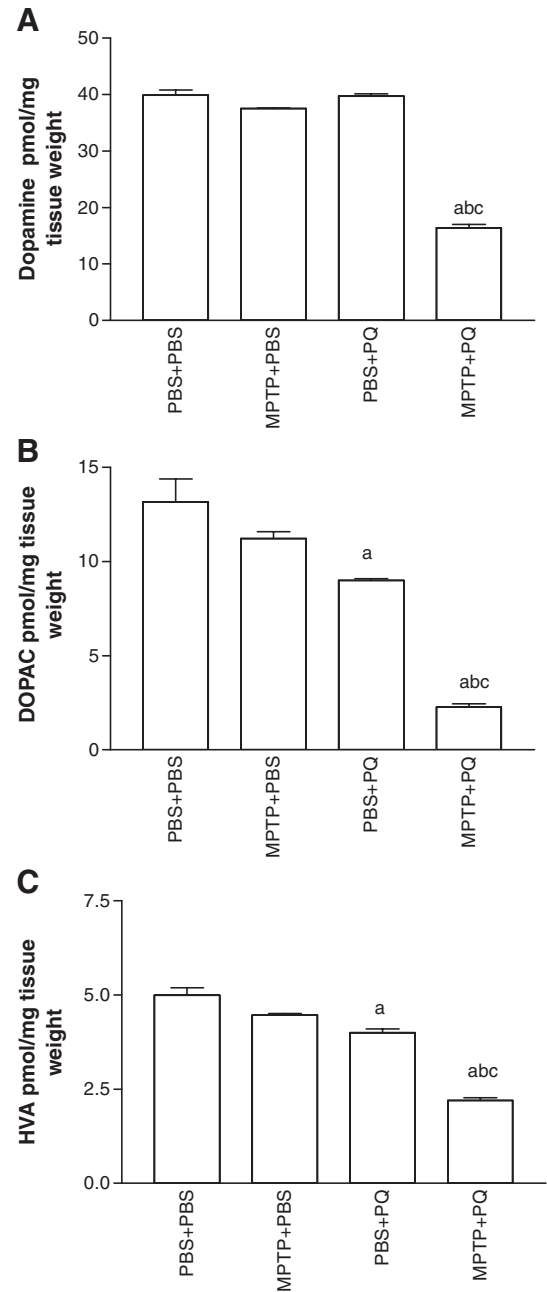 A
Dopamine pmol/mg
tissue weight
50
40
30
20
10
0
abc
PBS+PBS
MPTP+PBS
PBS+PQ
MPTP+PQ
B
DOPAC pmol/mg tissue
weight
15
10
5
0
a
abc
PBS+PBS
MPTP+PBS
PBS+PQ
MPTP+PQ
C
HVA pmol/mg tissue
weight
7.5
5.0
2.5
0.0
a
abc
PBS+PBS
MPTP+PBS
PBS+PQ
MPTP+PQ